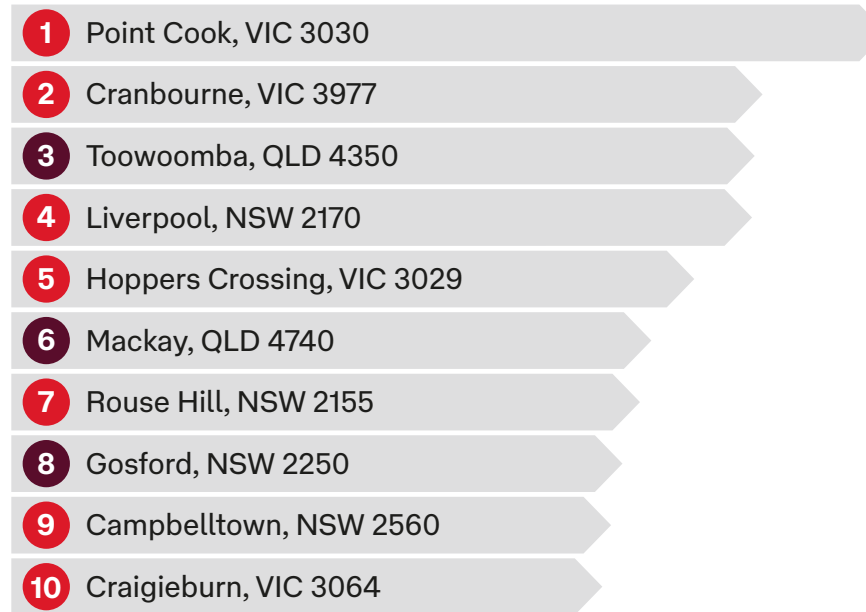 1 Point Cook, VIC 3030
2 Cranbourne, VIC 3977
3 Toowoomba, QLD 4350
4 Liverpool, NSW 2170
5 Hoppers Crossing, VIC 3029
6 Mackay, QLD 4740
7 Rouse Hill, NSW 2155
8 Gosford, NSW 2250
9 Campbelltown, NSW 2560
10 Craigieburn, VIC 3064